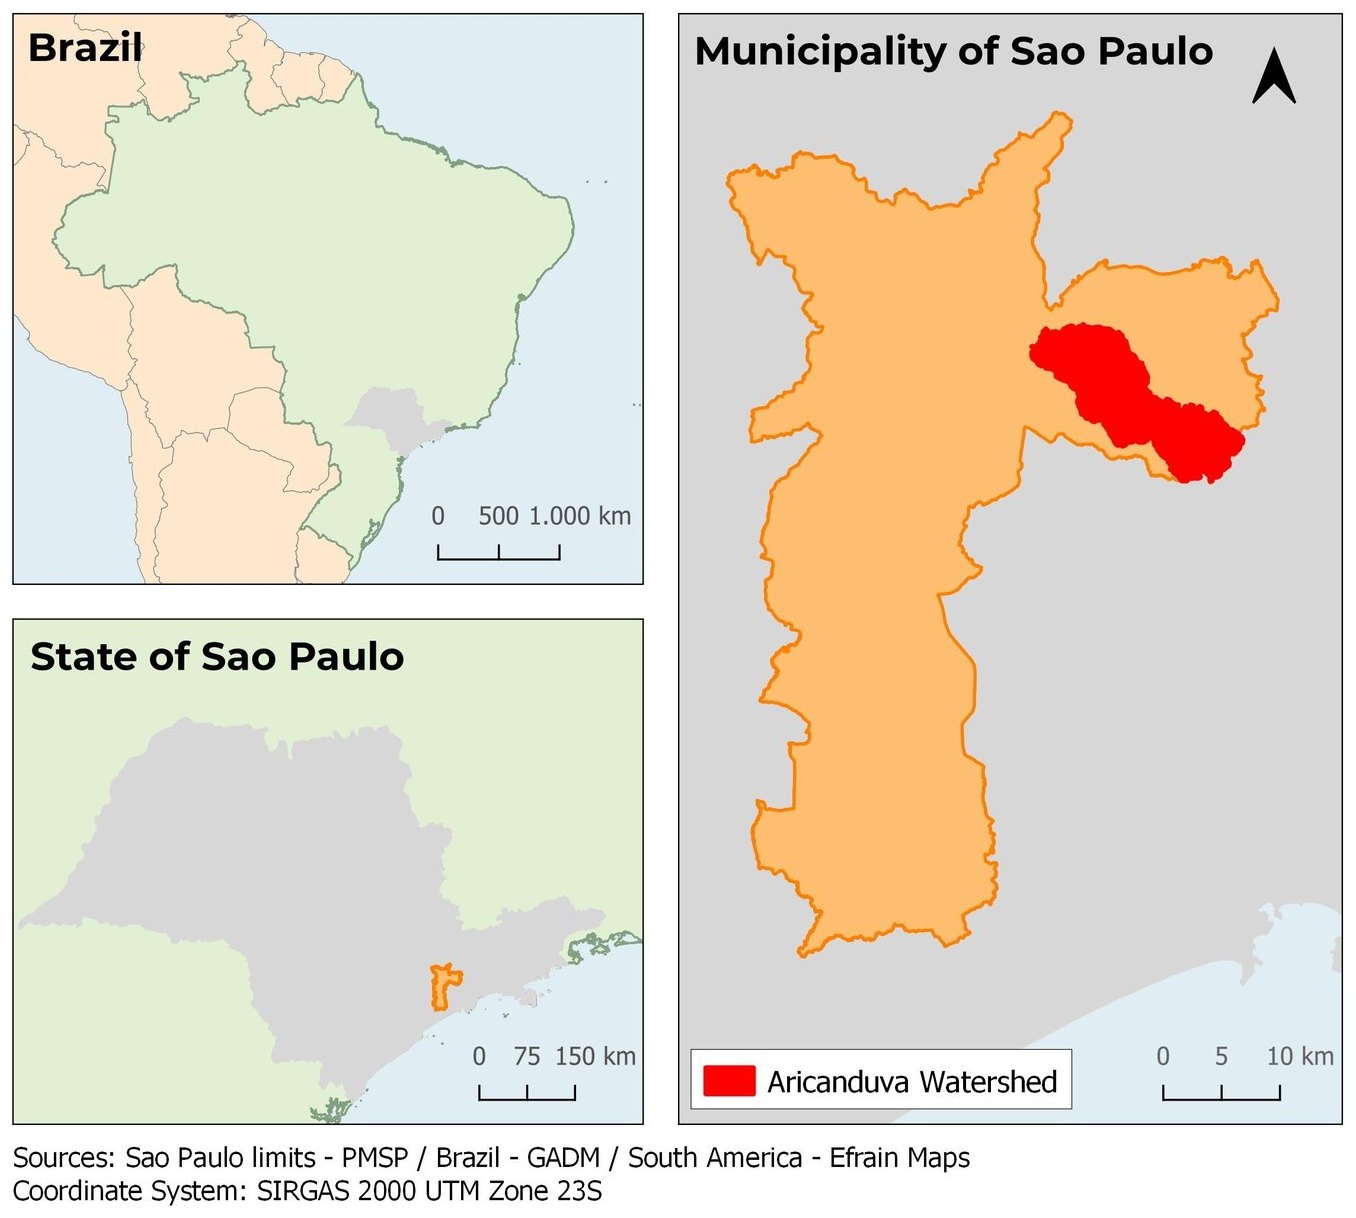 Brazil
0 500 1.000 km
State of Sao Paulo
0 75 150 km
Municipality of Sao Paulo
Aricanduva Watershed
0 5 10 km
Sources: Sao Paulo limits - PMSP / Brazil - GADM / South America - Efrain Maps
Coordinate System: SIRGAS 2000 UTM Zone 23S